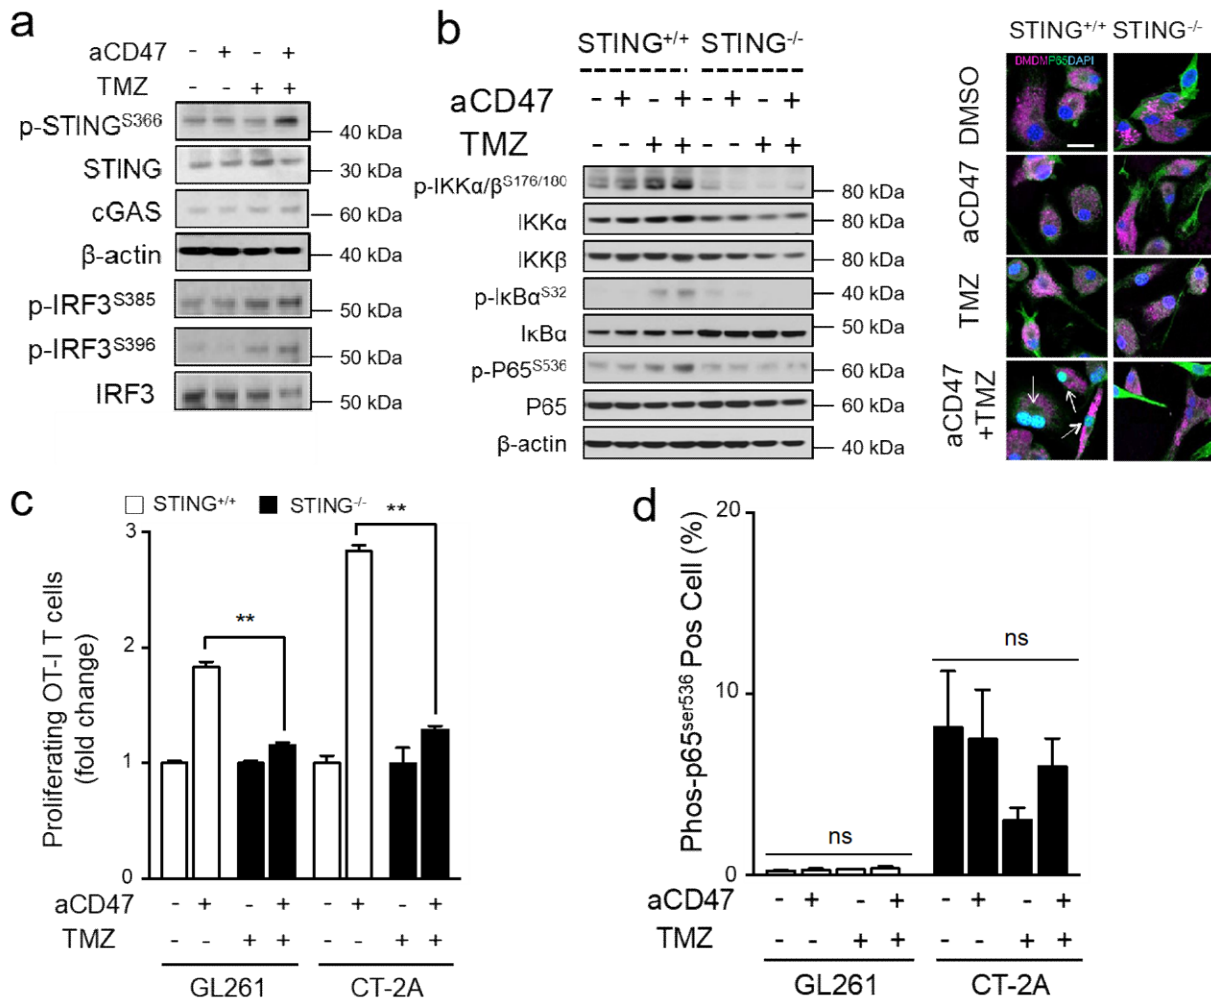 a
aCD47 - + - +
TMZ - - + +
p-STING^S366 40 kDa
STING 30 kDa
cGAS 60 kDa
β-actin 40 kDa
p-IRF3^S385 50 kDa
p-IRF3^S396 50 kDa
IRF3 50 kDa
b
STING+/+ STING-/-
aCD47 - + - + - + - +
TMZ - - + + - - + +
p-IKKα/β^S176/180 80 kDa
IKKα 80 kDa
IKKβ 80 kDa
p-IκBα^S32 40 kDa
IκBα 50 kDa
p-P65^S536 60 kDa
P65 60 kDa
β-actin 40 kDa
STING+/+ STING-/-
DMDMP65DAPI
DMSO
aCD47
TMZ
aCD47
+TMZ
c
STING+/+ STING-/-
Proliferating OT-I T cells
(fold change)
3
2
1
0
** **
aCD47 - + - + - + - +
TMZ - - + + - - + +
GL261 CT-2A
d
Phos-p65^ser536 Pos Cell (%)
20
10
0
ns ns
aCD47 - + - + - + - +
TMZ - - + + - - + +
GL261 CT-2A